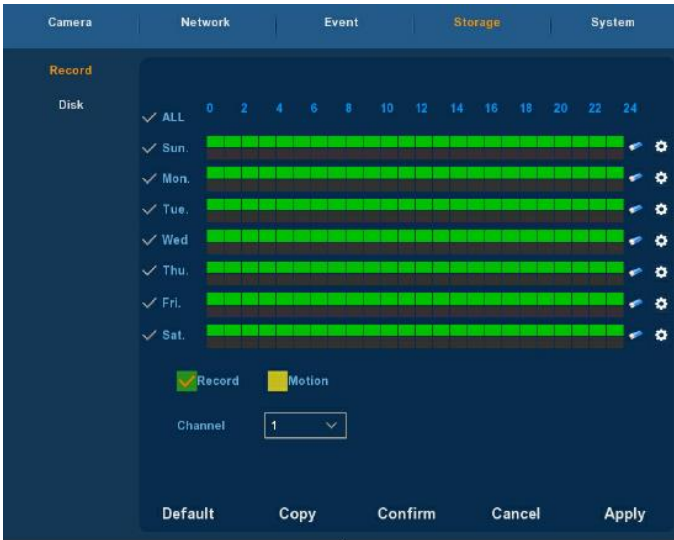 Camera Network Event Storage System
Record
Disk
0 2 4 6 8 10 12 14 16 18 20 22 24
ALL
Sun.
Mon.
Tue.
Wed
Thu.
Fri.
Sat.
Record Motion
Channel 1
Default Copy Confirm Cancel Apply